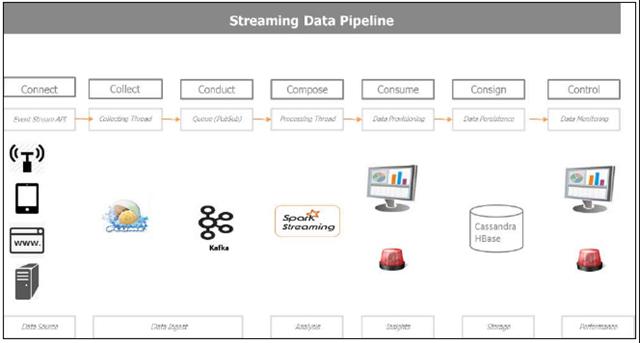 Streaming Data Pipeline
Connect Collect Conduct Compose Consume Consign Control
Event Stream API Collecting Thread Queue (PubSub) Processing Thread Data Provisioning Data Persistence Data Monitoring
www.
Spark
Streaming
Kafka
Cassandra
HBase
Data Source Data Ingest Analysis Insights Storage Performance